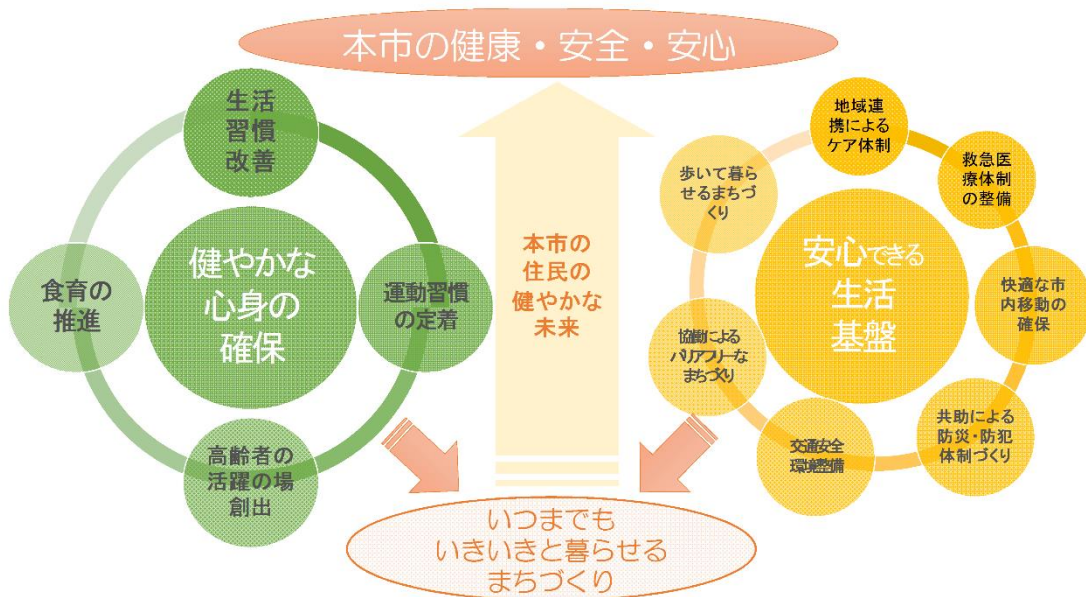 本市の健康・安全・安心
生活
習慣
改善
健やかな
心身の
確保
食育の
推進
運動習慣
の定着
高齢者の
活躍の場
創出
本市の
住民の
健やかな
未来
地域連
携による
ケア体制
救急医
療体制
の整備
歩いて暮ら
せるまちづ
くり
安心できる
生活
基盤
快適な市
内移動の
確保
協働による
バリアフリーな
まちづくり
共助による
防災・防犯
体制づくり
交通安全
環境整備
いつまでも
いきいきと暮らせる
まちづくり